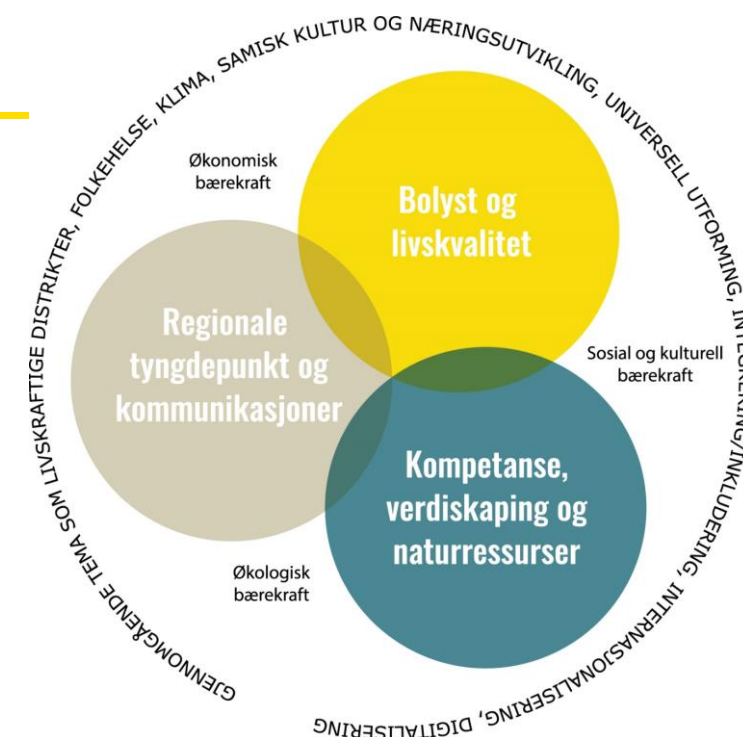 GJENNOMGÅENDE TEMA SOM LIVSKRAFTIGE DISTRIKTER, FOLKEHELSE, KLIMA, SAMISK KULTUR OG NÆRINGSUTVIKLING, UNIVERSELL UTFORMING, INTEGRERING/INKLUDERING, INTERNASJONALISERING, DIGITALISERING
Økonomisk
bærekraft
Bolyst og
livskvalitet
Regionale
tyngdepunkt og
kommunikasjoner
Sosial og kulturell
bærekraft
Kompetanse,
verdiskaping og
naturressurser
Økologisk
bærekraft